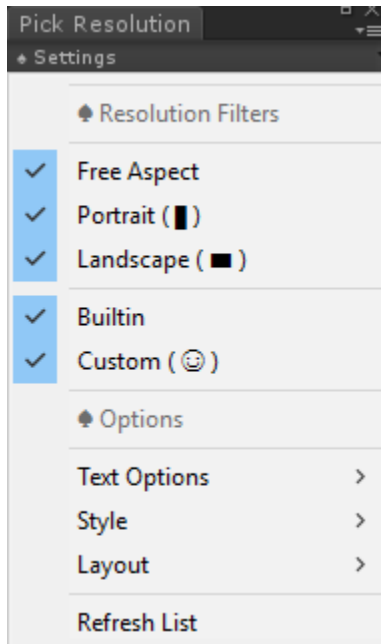 Pick Resolution
♠ Settings
♠ Resolution Filters
Free Aspect
Portrait (▮)
Landscape ( ▬ )
Builtin
Custom ( ☺ )
♠ Options
Text Options
Style
Layout
Refresh List